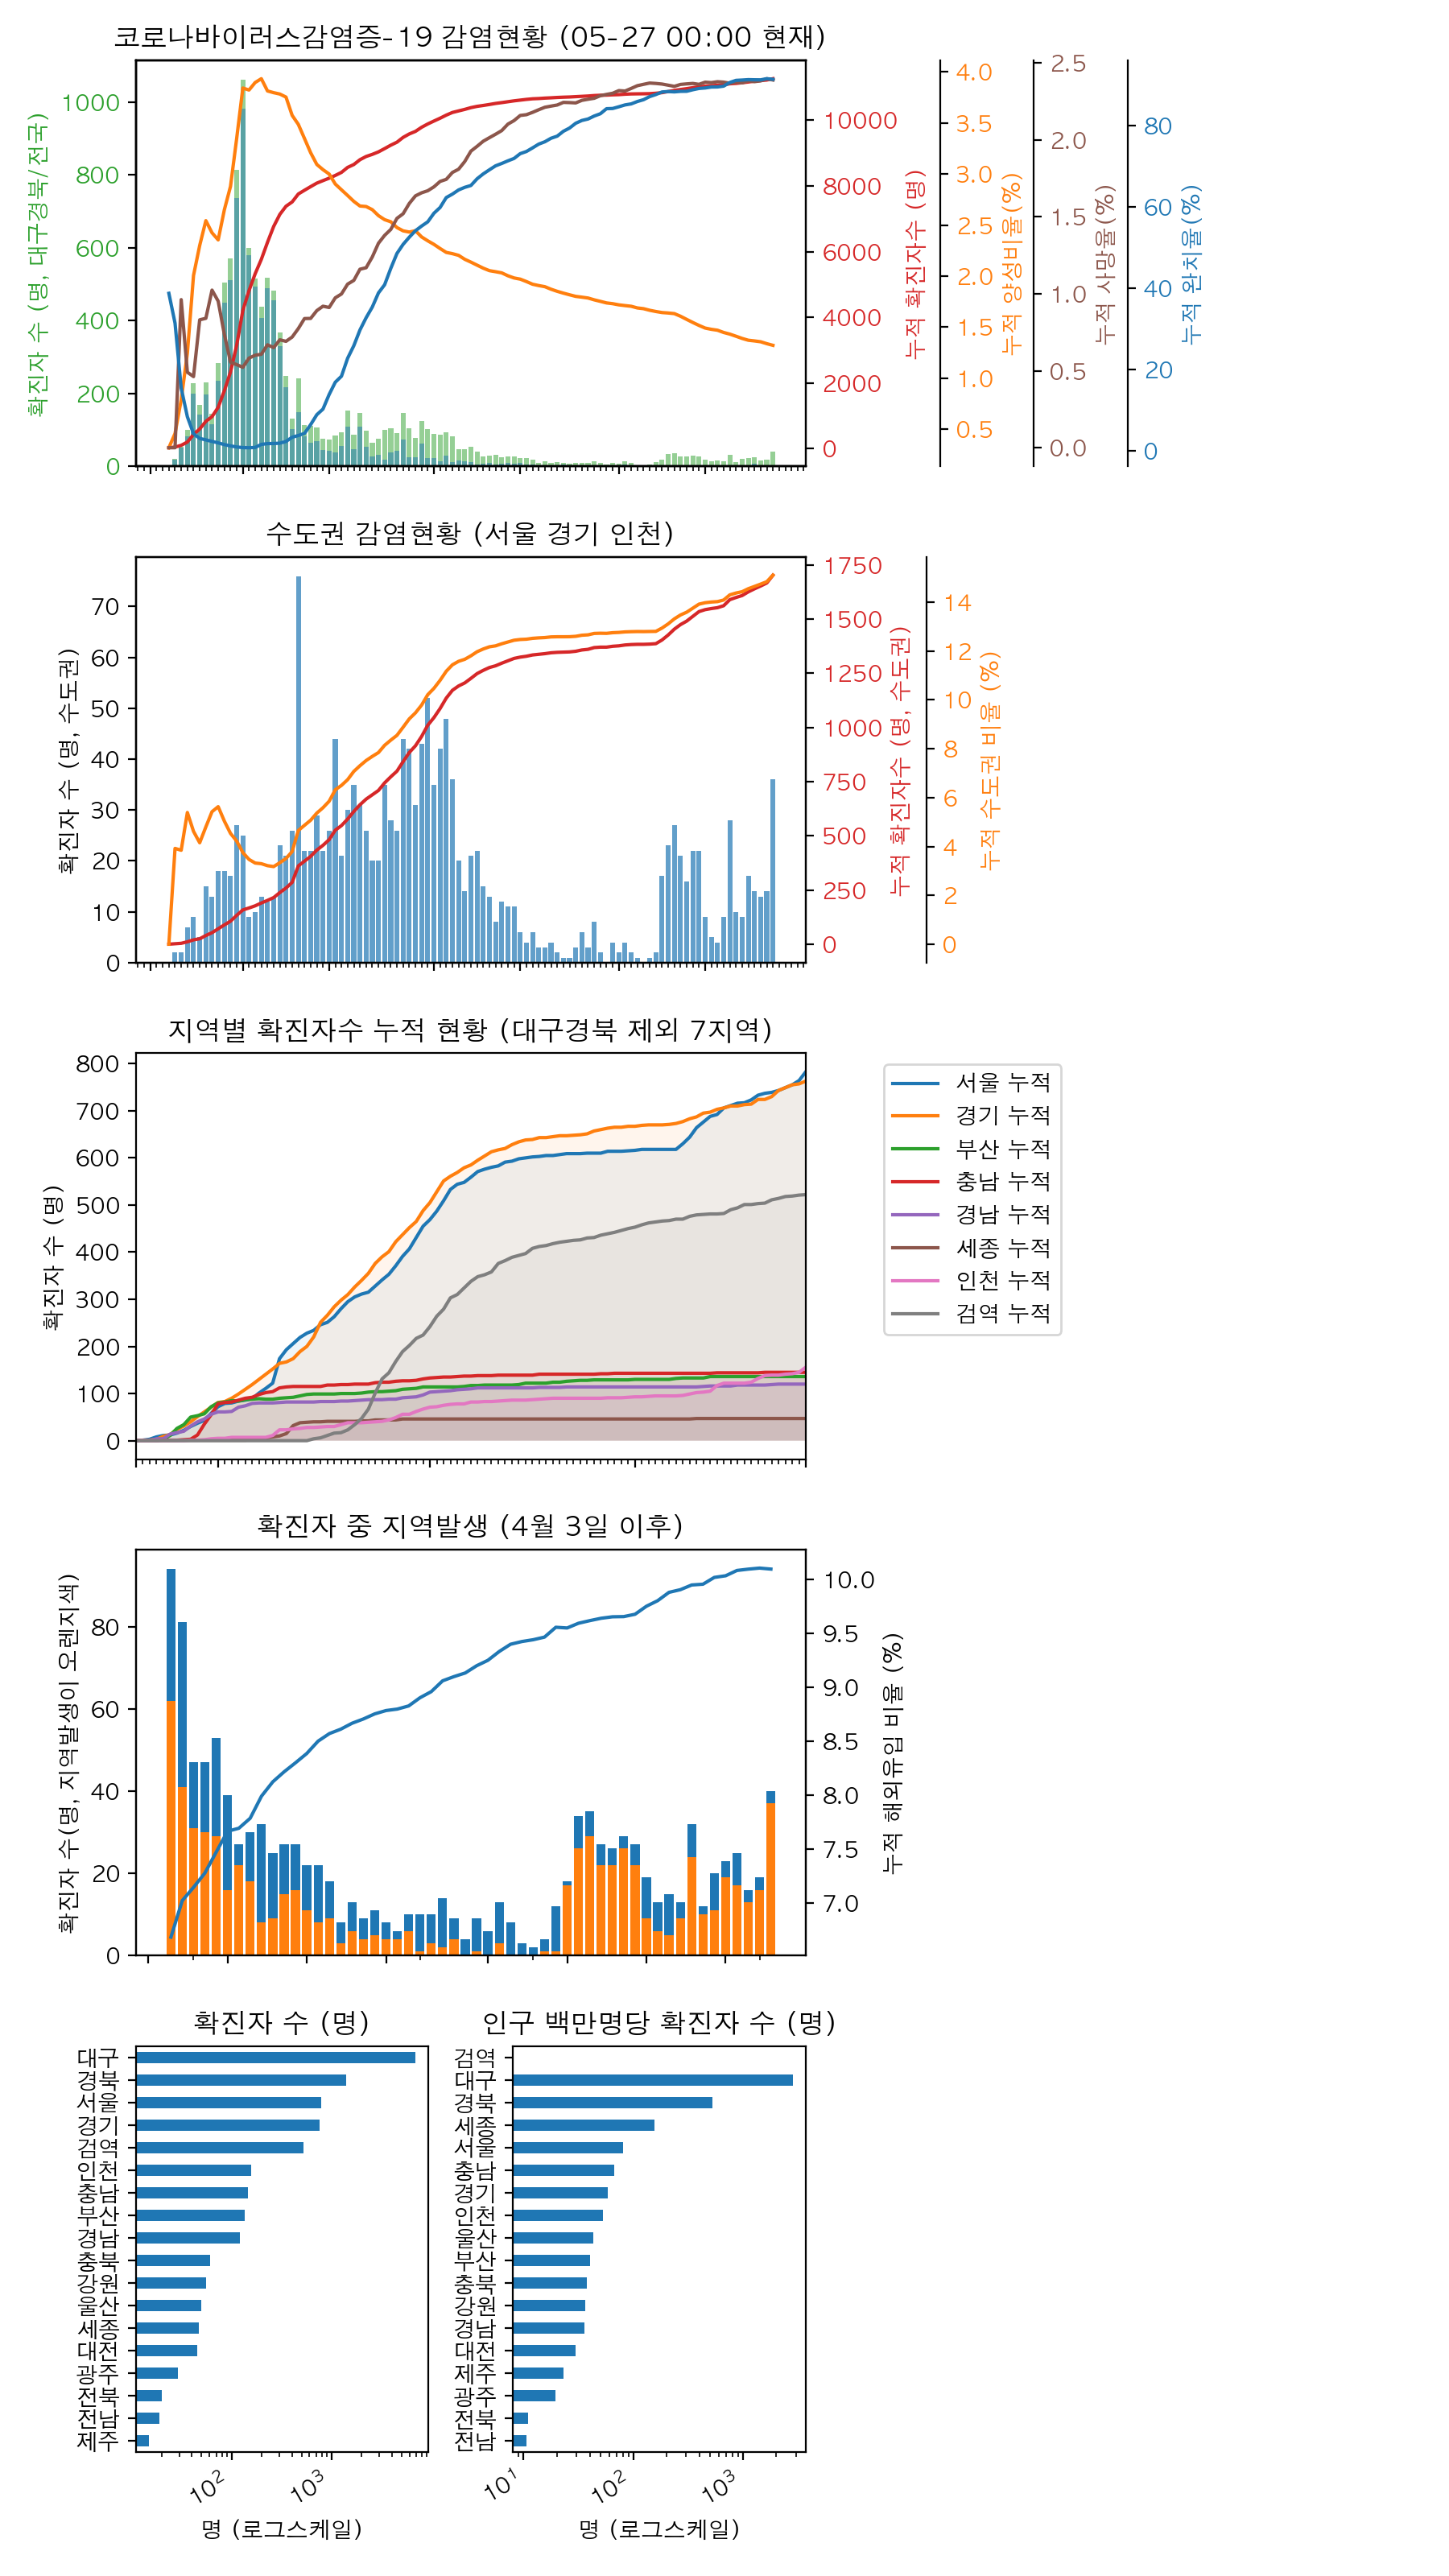 코로나바이러스감염증-19 감염현황 (05-27 00:00 현재)
확진자 수 (명, 대구경북/전국)
1000
800
600
400
200
0
10000
8000
6000
4000
2000
0
누적 확진자수 (명)
4.0
3.5
3.0
2.5
2.0
1.5
1.0
0.5
누적 양성비율(%)
2.5
2.0
1.5
1.0
0.5
0.0
누적 사망율(%)
80
60
40
20
0
누적 완치율(%)
수도권 감염현황 (서울 경기 인천)
확진자 수 (명, 수도권)
70
60
50
40
30
20
10
0
1750
1500
1250
1000
750
500
250
0
누적 확진자수 (명, 수도권)
14
12
10
8
6
4
2
0
누적 수도권 비율 (%)
지역별 확진자수 누적 현황 (대구경북 제외 7지역)
확진자 수 (명)
800
700
600
500
400
300
200
100
0
서울 누적
경기 누적
부산 누적
충남 누적
경남 누적
세종 누적
인천 누적
검역 누적
확진자 중 지역발생 (4월 3일 이후)
확진자 수(명, 지역발생이 오렌지색)
80
60
40
20
0
10.0
9.5
9.0
8.5
8.0
7.5
7.0
누적 해외유입 비율 (%)
확진자 수 (명)
대구
경북
서울
경기
검역
인천
충남
부산
경남
충북
강원
울산
세종
대전
광주
전북
전남
제주
10²
10³
명 (로그스케일)
인구 백만명당 확진자 수 (명)
검역
대구
경북
세종
서울
충남
경기
인천
울산
부산
충북
강원
경남
대전
제주
광주
전북
전남
10¹
10²
10³
명 (로그스케일)